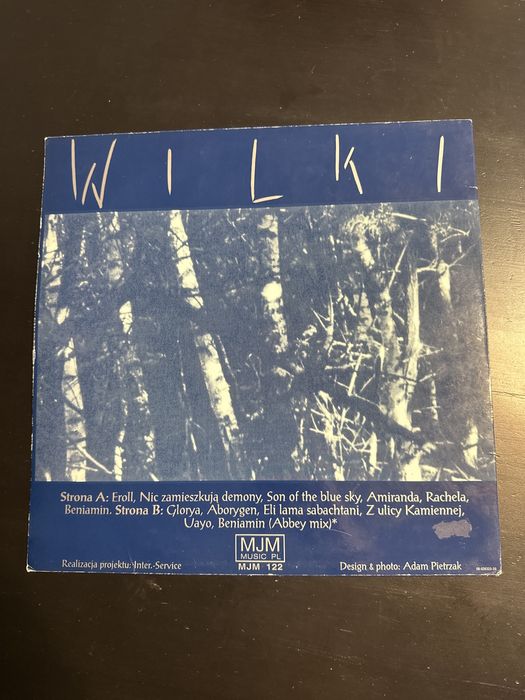 WILKI
Strona A: Eroll, Nic zamieszkują demony, Son of the blue sky, Amiranda, Rachela,
Beniamin. Strona B: Glorya, Aborygen, Eli lama sabachtani, Z ulicy Kamiennej,
Uayo, Beniamin (Abbey mix)*
MJM
MUSIC PL
Realizacja projektu: Inter.-Service
MJM 122
Design & photo: Adam Pietrzak